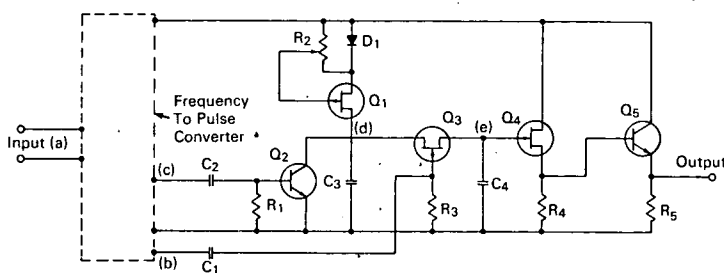 R2
D1
Q1
Frequency
To Pulse
Converter
Input (a)
(d)
Q3
(e)
Q4
Q5
(c)
C2
Q2
C3
C4
Output
R1
R3
R4
R5
(b)
C1